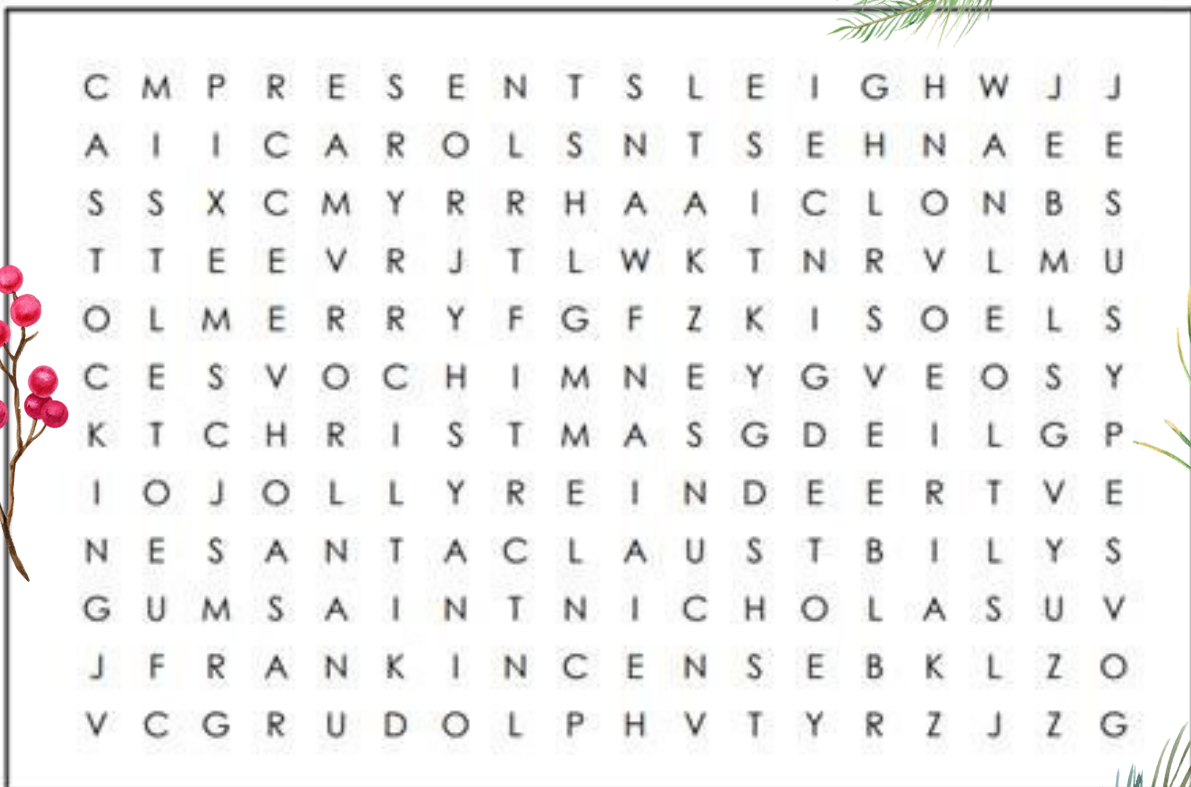 C M P R E S E N T S L E I G H W J J
A I I C A R O L S N T S E H N A E E
S S X C M Y R R H A A I C L O N B S
T T E E V R J T L W K T N R V L M U
O L M E R R Y F G F Z K I S O E L S
C E S V O C H I M N E Y G V E O S Y
K T C H R I S T M A S G D E I L G P
I O J O L L Y R E I N D E E R T V E
N E S A N T A C L A U S T B I L Y S
G U M S A I N T N I C H O L A S U V
J F R A N K I N C E N S E B K L Z O
V C G R U D O L P H V T Y R Z J Z G